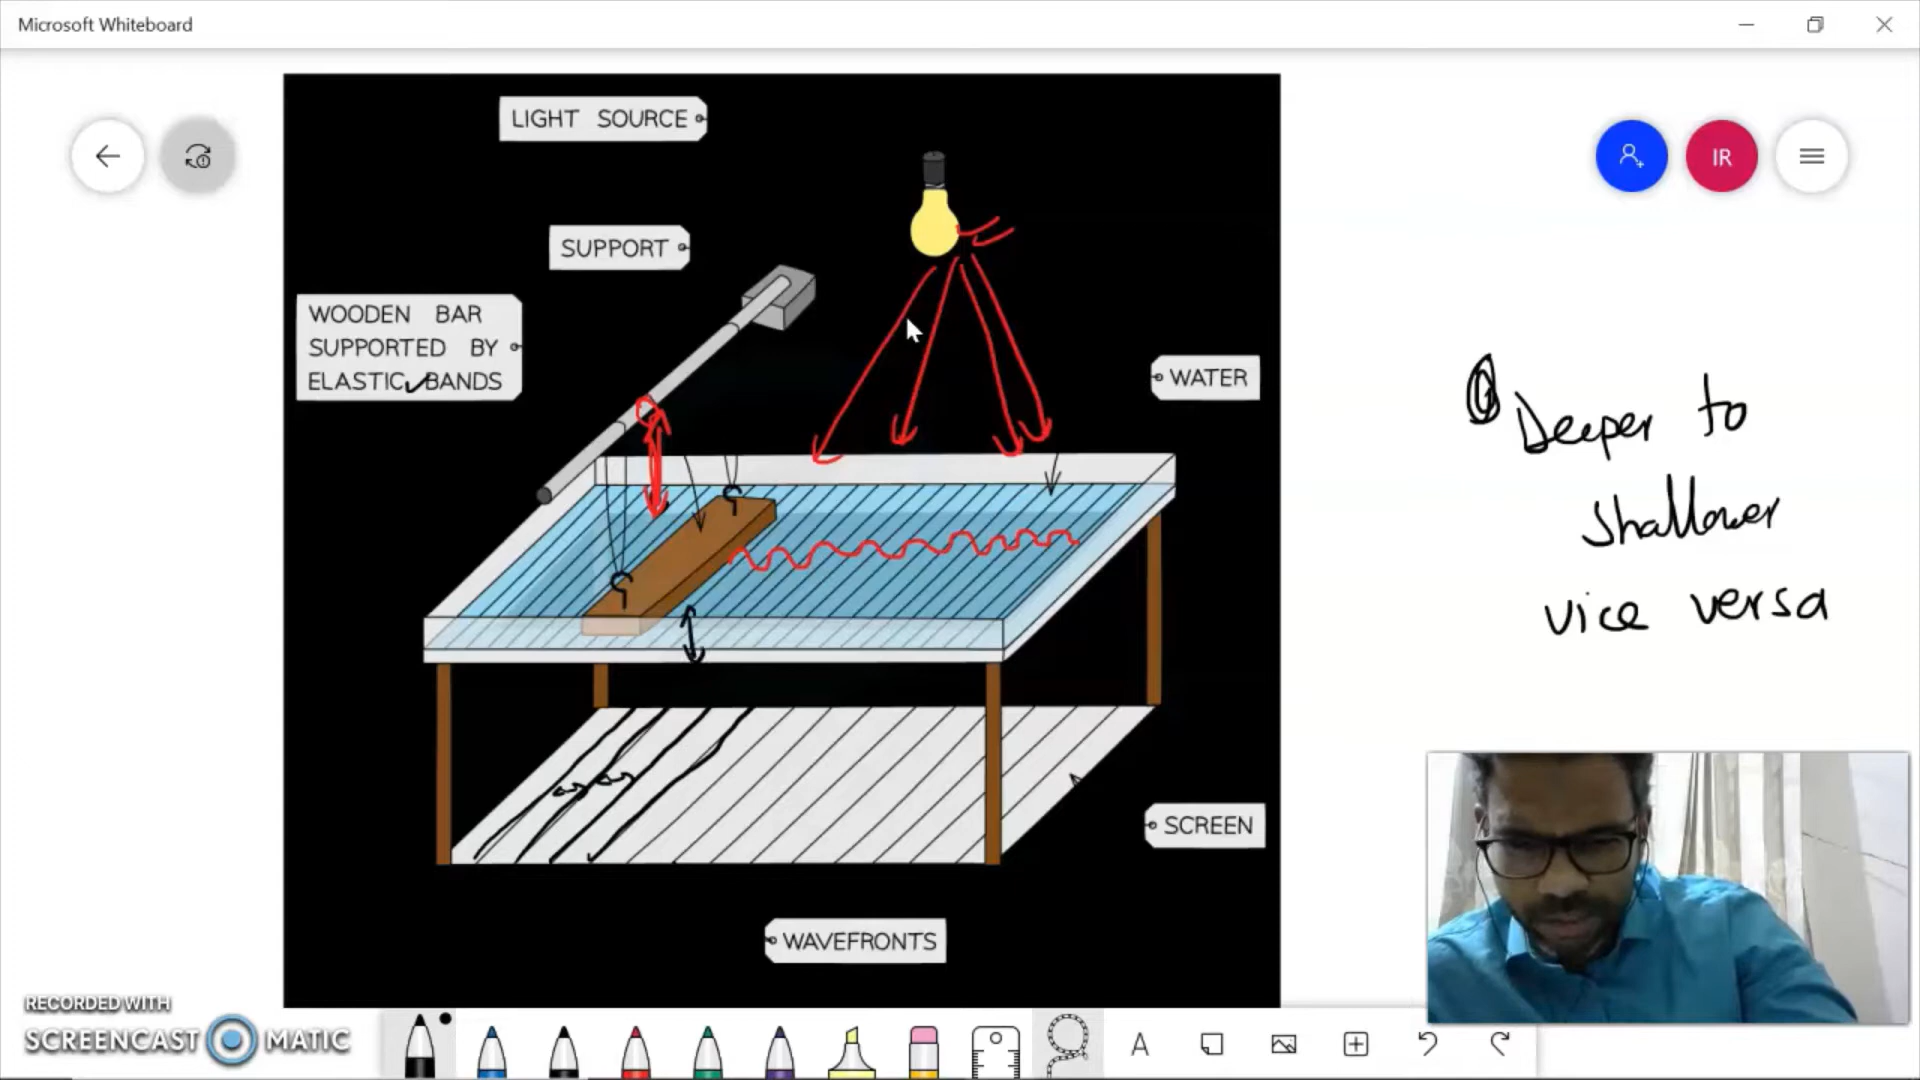 Microsoft Whiteboard
LIGHT SOURCE
SUPPORT
WOODEN BAR
SUPPORTED BY
ELASTIC BANDS
WATER
IR
Deeper to
shallower
vice versa
SCREEN
WAVEFRONTS
RECORDED WITH
SCREENCAST MATIC
A